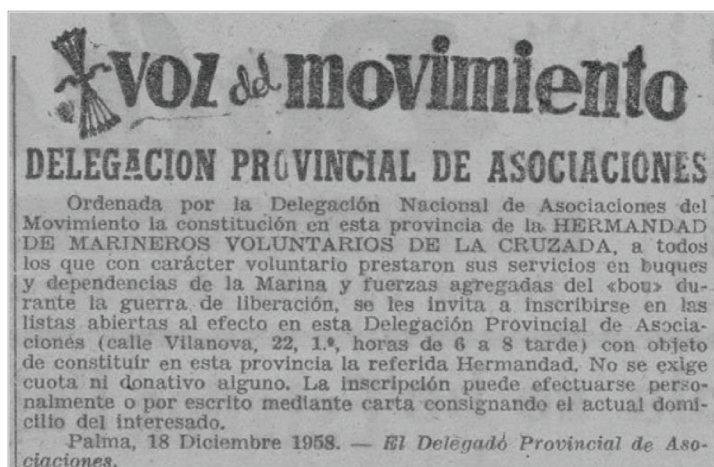 voz del movimiento
DELEGACION PROVINCIAL DE ASOCIACIONES
Ordenada por la Delegación Nacional de Asociaciones del
Movimiento la constitución en esta provincia de la HERMANDAD
DE MARINEROS VOLUNTARIOS DE LA CRUZADA, a todos
los que con carácter voluntario prestaron sus servicios en buques
y dependencias de la Marina y fuerzas agregadas del «bou» du-
rante la guerra de liberación, se les invita a inscribirse en las
listas abiertas al efecto en esta Delegación Provincial de Asocia-
ciones (calle Vilanova, 22, 1.º, horas de 6 a 8 tarde) con objeto
de constituír en esta provincia la referida Hermandad. No se exige
cuota ni donativo alguno. La inscripción puede efectuarse perso-
nalmente o por escrito mediante carta consignando el actual domi-
cilio del interesado.
Palma, 18 Diciembre 1958. — El Delegadó Provincial de Aso-
ciaciones.